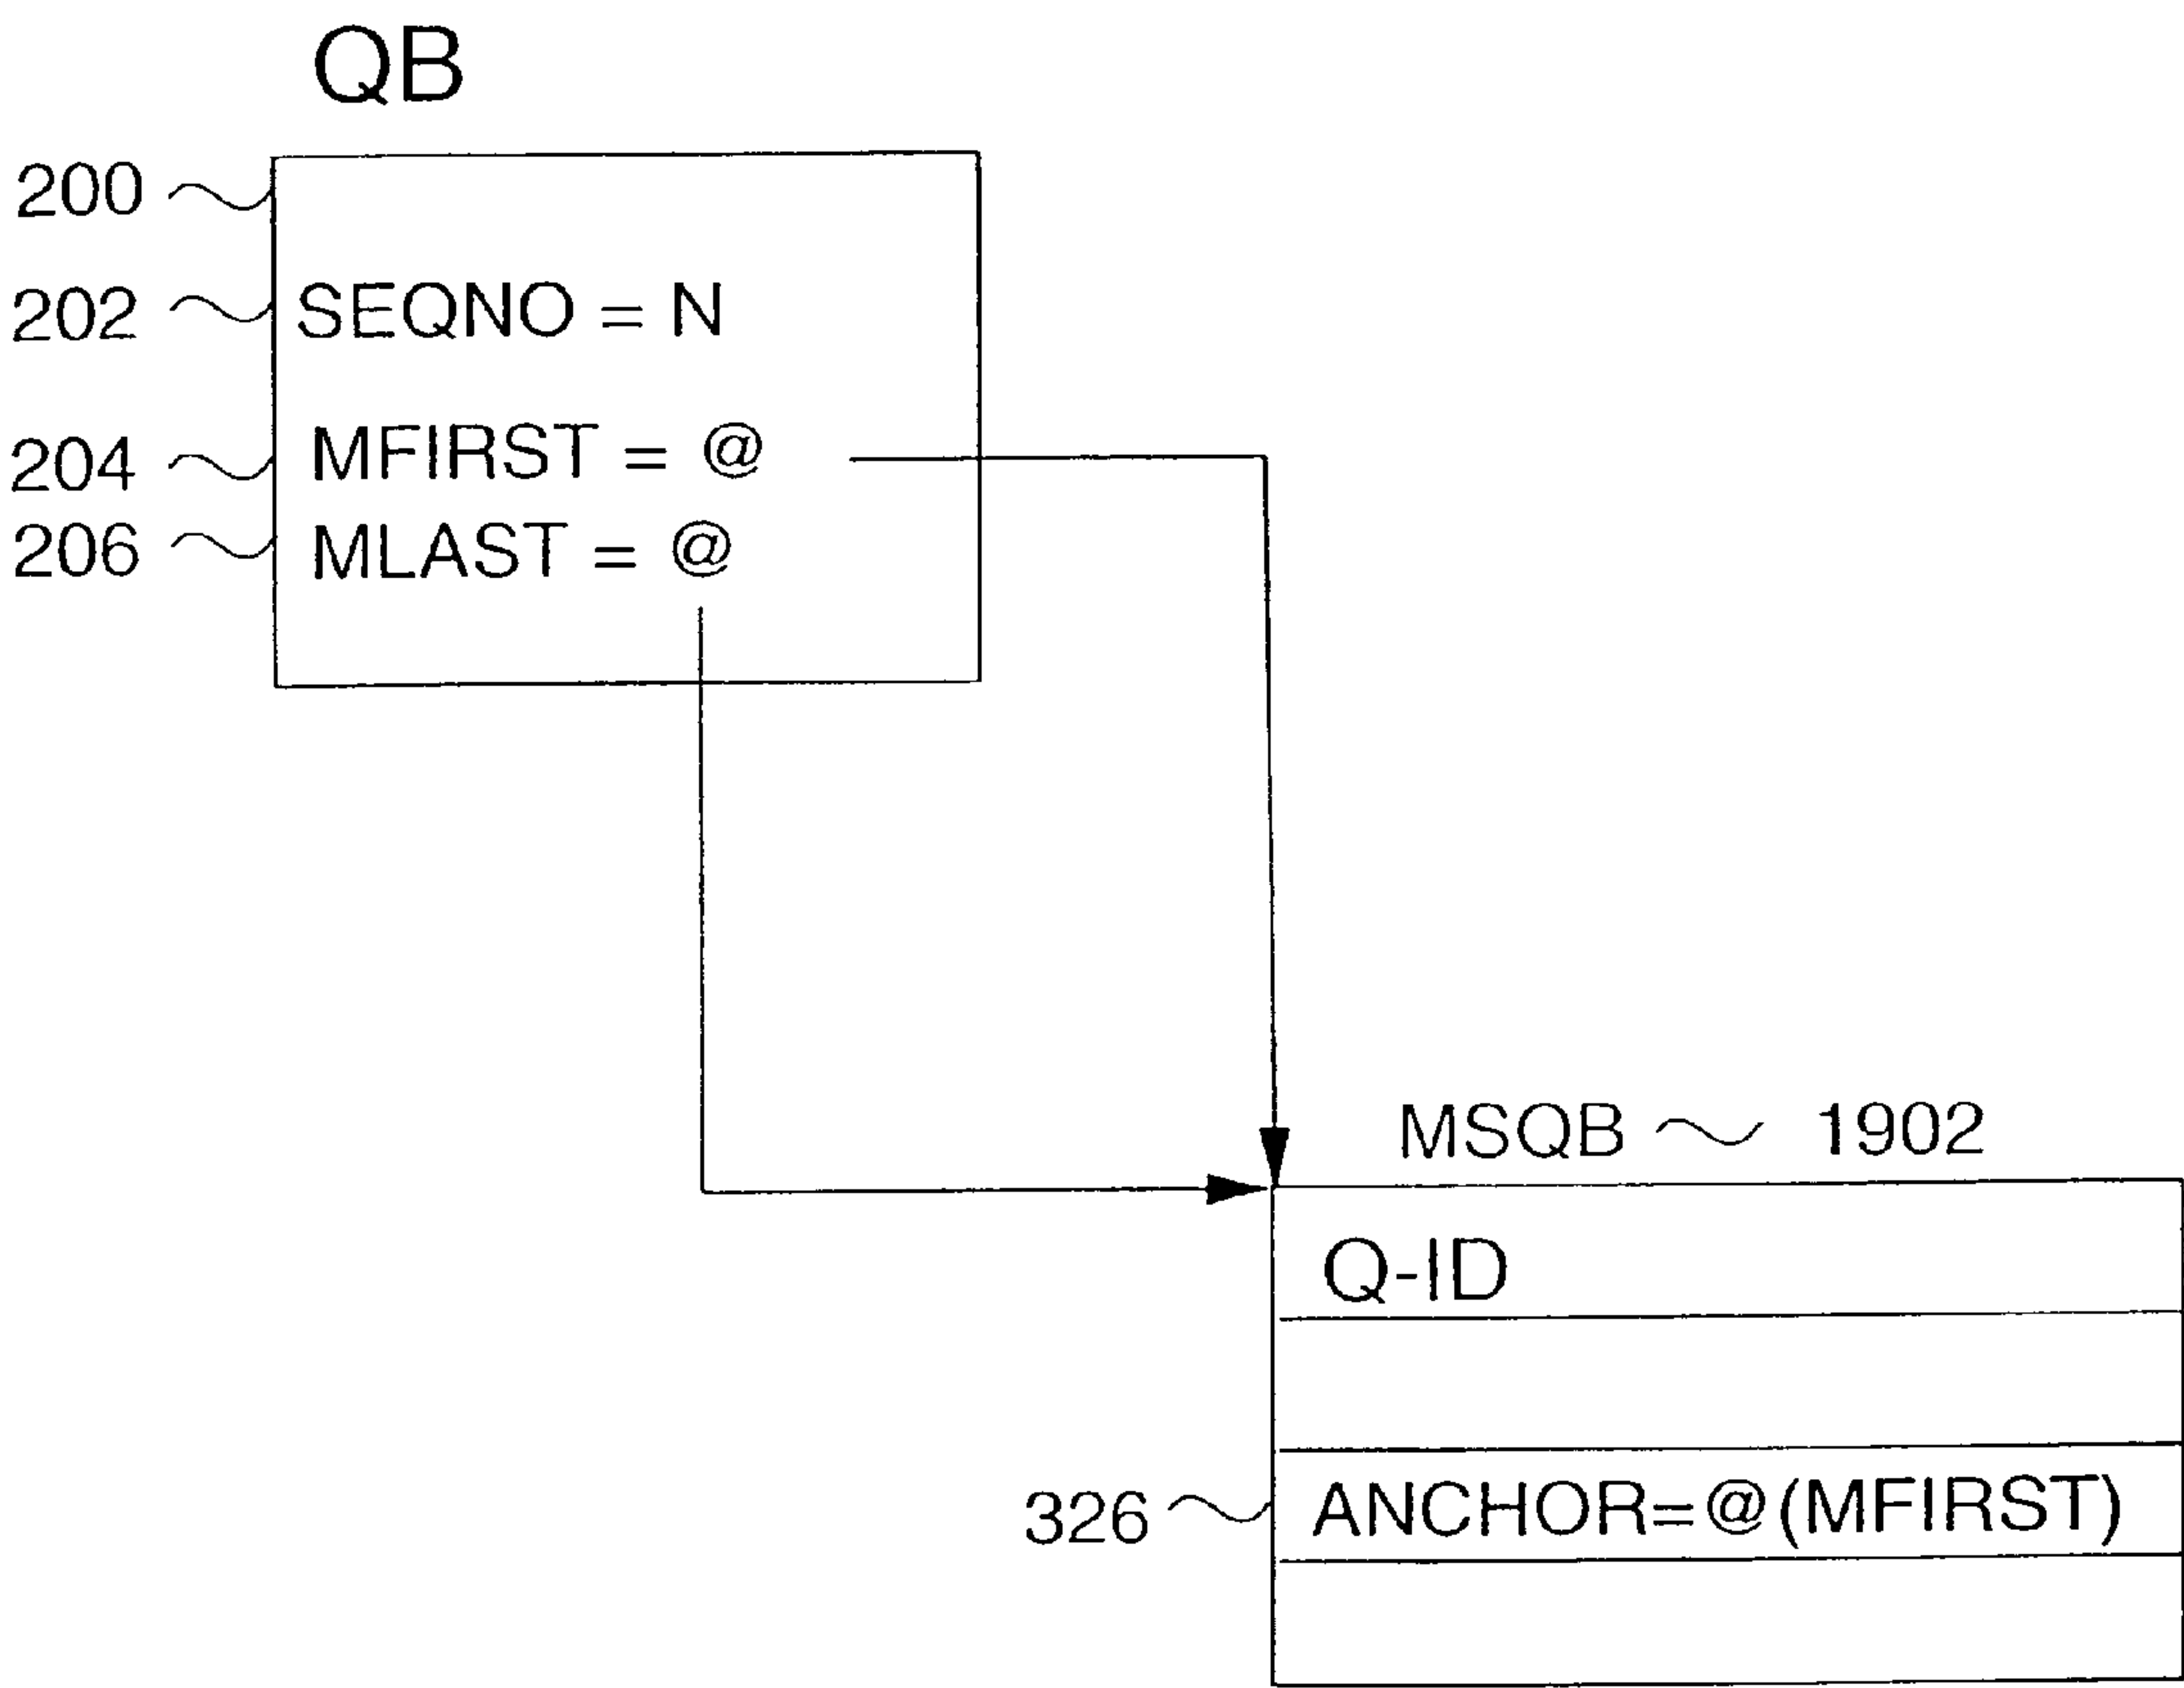 QB
200
202 SEQNO = N
204 MFIRST = @
206 MLAST = @
MSQB 1902
Q-ID
326 ANCHOR=@(MFIRST)